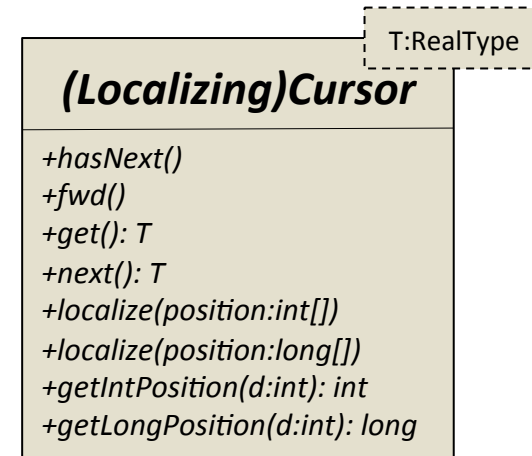 T:RealType
(Localizing)Cursor
+hasNext()
+fwd()
+get(): T
+next(): T
+localize(position:int[])
+localize(position:long[])
+getIntPosition(d:int): int
+getLongPosition(d:int): long